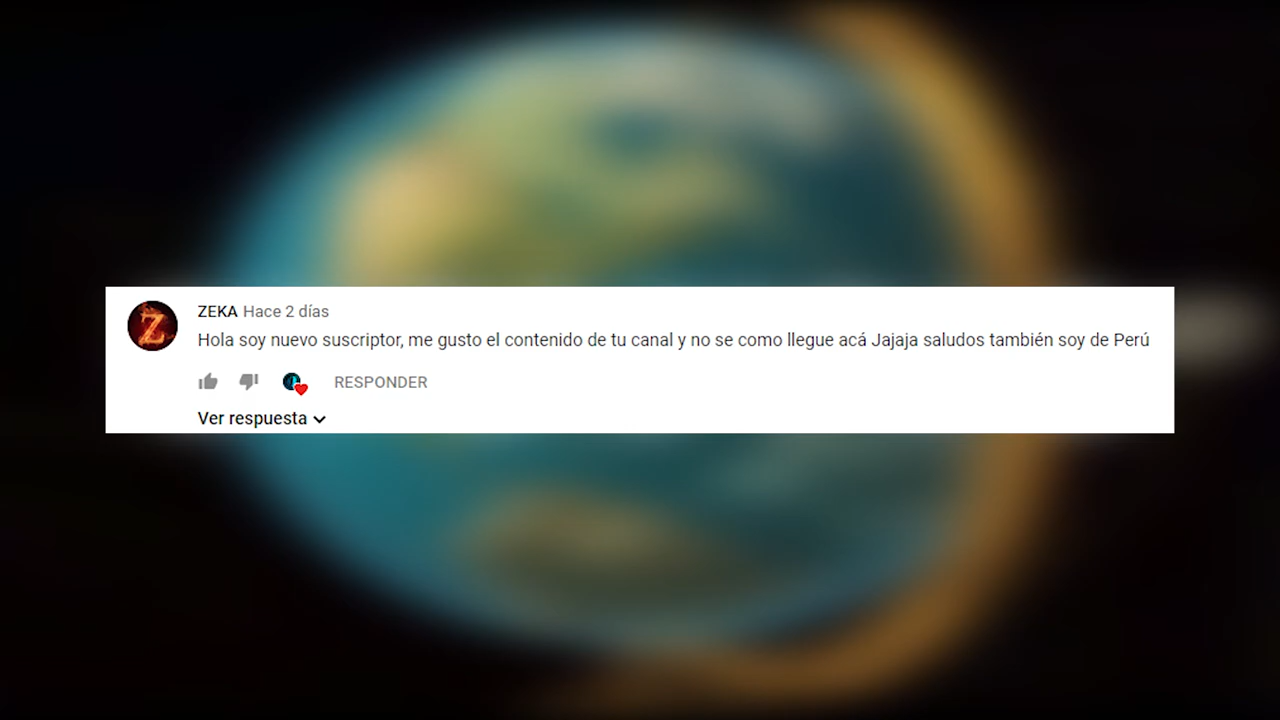 ZEKA Hace 2 días
Hola soy nuevo suscriptor, me gusto el contenido de tu canal y no se como llegue acá Jajaja saludos también soy de Perú
RESPONDER
Ver respuesta